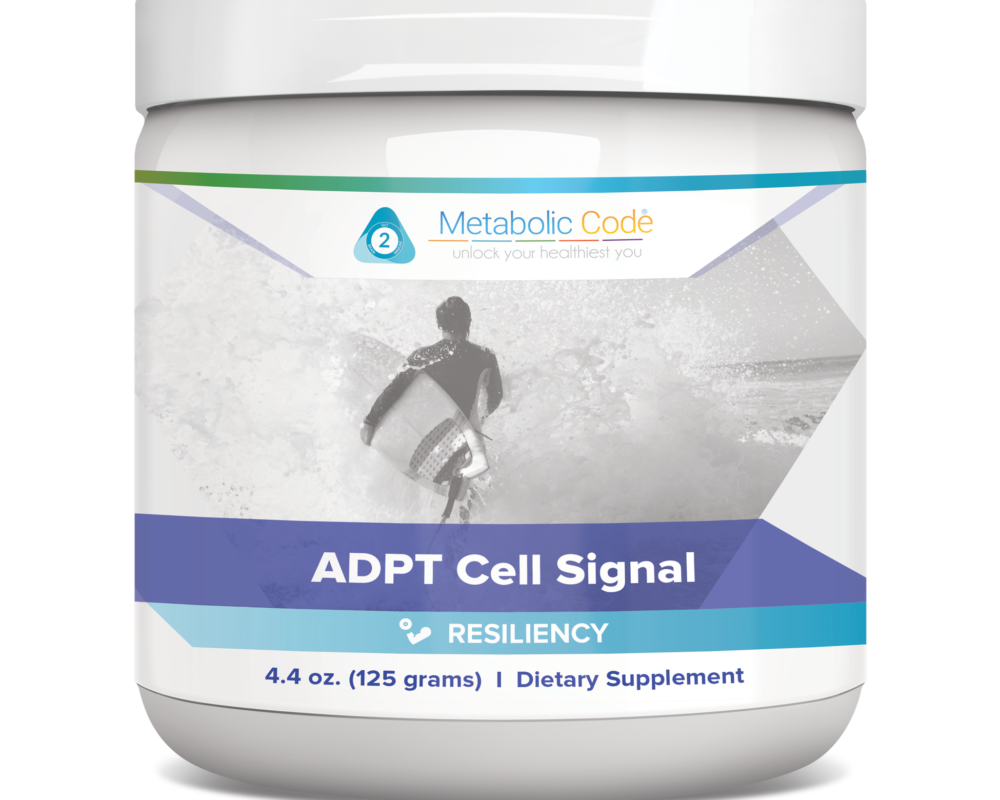 2
Metabolic Code®
unlock your healthiest you
ADPT Cell Signal
RESILIENCY
4.4 oz. (125 grams) | Dietary Supplement